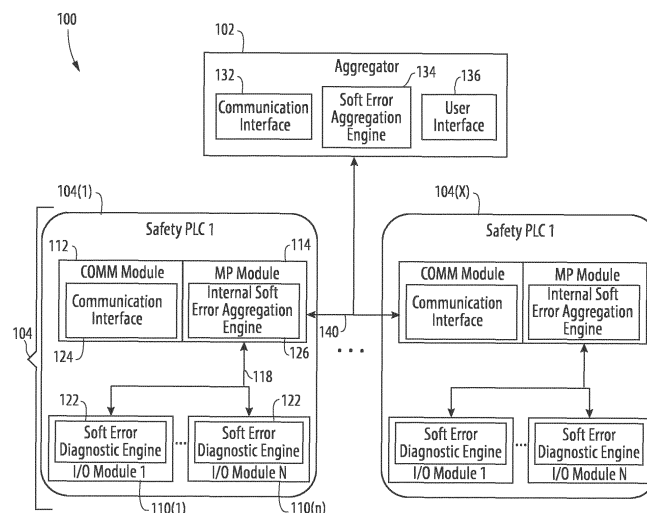 100
102
Aggregator
132
134
136
Communication
Interface
Soft Error
Aggregation
Engine
User
Interface
104(1)
104(X)
Safety PLC 1
Safety PLC 1
112
114
COMM Module
MP Module
COMM Module
MP Module
Communication
Interface
Internal Soft
Error Aggregation
Engine
Communication
Interface
Internal Soft
Error Aggregation
Engine
140
104
124
126
...
118
122
122
Soft Error
Diagnostic Engine
I/O Module 1
...
Soft Error
Diagnostic Engine
I/O Module N
Soft Error
Diagnostic Engine
I/O Module 1
...
Soft Error
Diagnostic Engine
I/O Module N
110(1)
110(n)